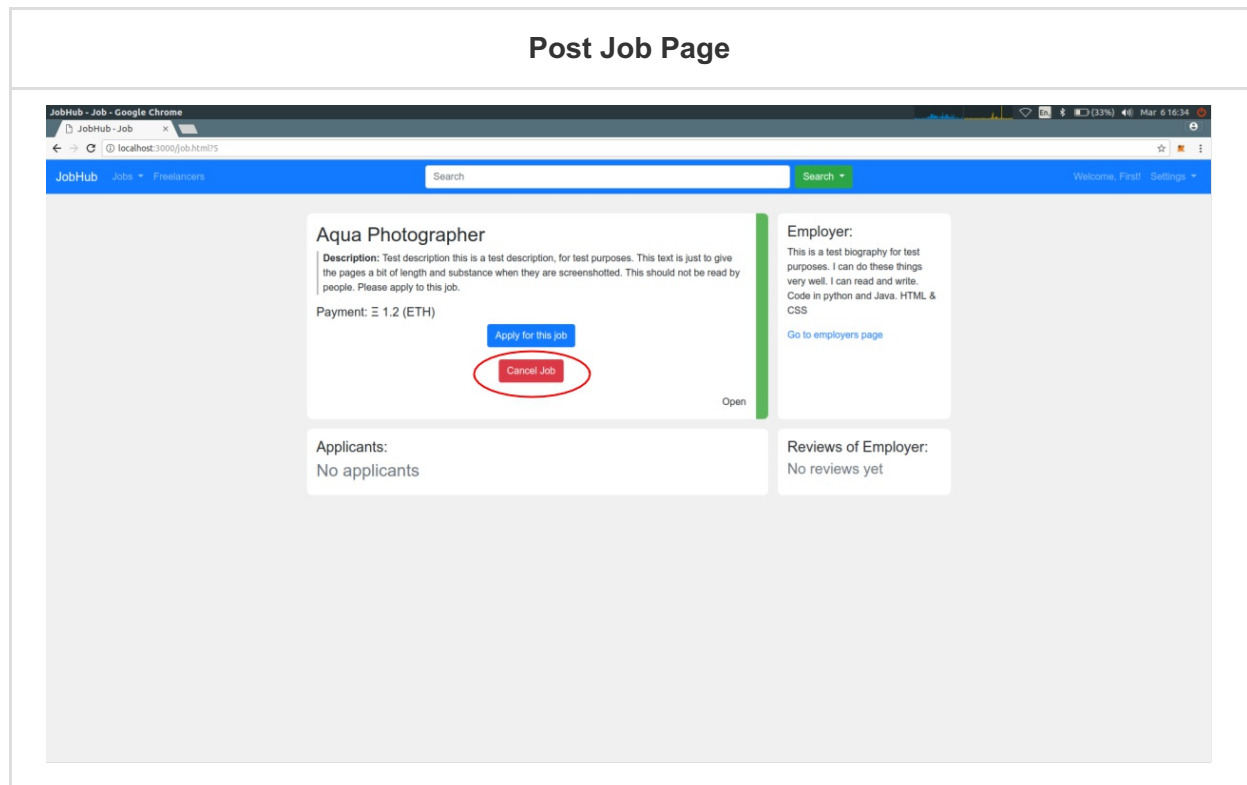 Post Job Page
JobHub - Job - Google Chrome
En (33%) Mar 6 16:34
JobHub - Job ×
localhost:3000/job.html?5
JobHub Jobs Freelancers Search Search Welcome, First! Settings
Aqua Photographer
Description: Test description this is a test description, for test purposes. This text is just to give
the pages a bit of length and substance when they are screenshotted. This should not be read by
people. Please apply to this job.
Payment: Ξ 1.2 (ETH)
Apply for this job
Cancel Job
Open
Employer:
This is a test biography for test
purposes. I can do these things
very well. I can read and write.
Code in python and Java. HTML &
CSS
Go to employers page
Applicants:
No applicants
Reviews of Employer:
No reviews yet